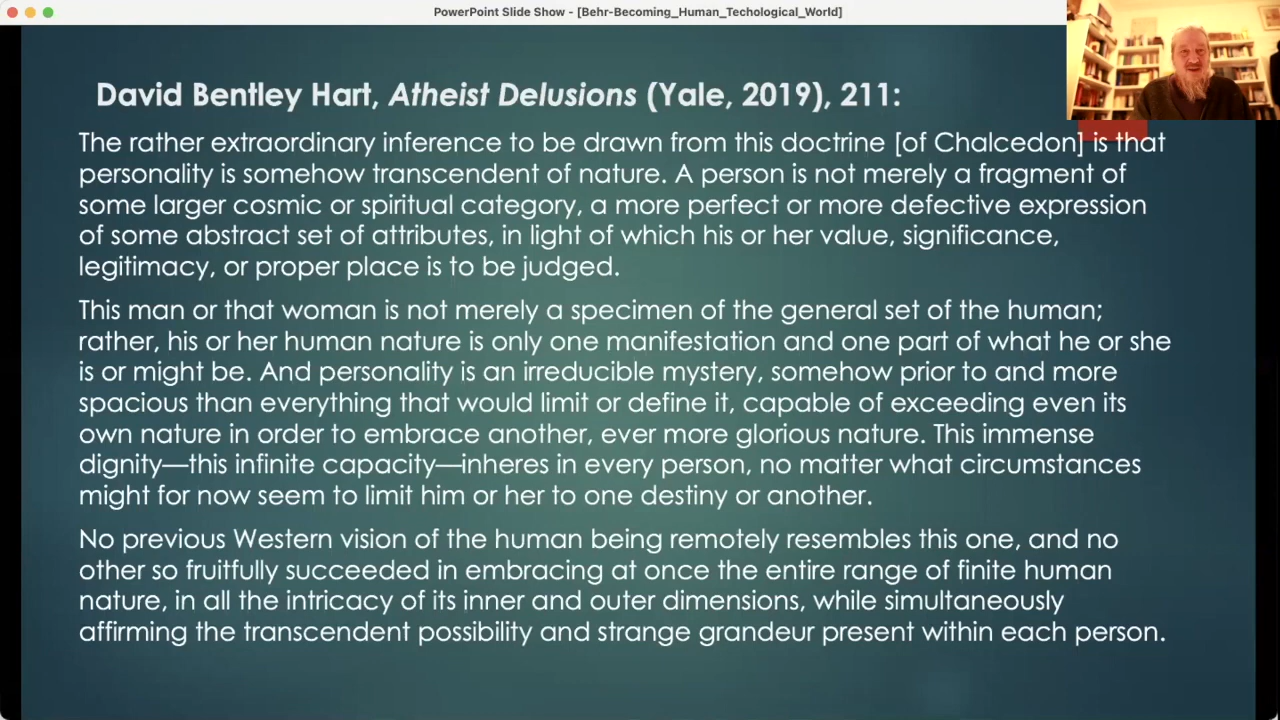 PowerPoint Slide Show - [Behr-Becoming_Human_Techological_World]
David Bentley Hart, Atheist Delusions (Yale, 2019), 211:
The rather extraordinary inference to be drawn from this doctrine [of Chalcedon] is that
personality is somehow transcendent of nature. A person is not merely a fragment of
some larger cosmic or spiritual category, a more perfect or more defective expression
of some abstract set of attributes, in light of which his or her value, significance,
legitimacy, or proper place is to be judged.
This man or that woman is not merely a specimen of the general set of the human;
rather, his or her human nature is only one manifestation and one part of what he or she
is or might be. And personality is an irreducible mystery, somehow prior to and more
spacious than everything that would limit or define it, capable of exceeding even its
own nature in order to embrace another, ever more glorious nature. This immense
dignity—this infinite capacity—inheres in every person, no matter what circumstances
might for now seem to limit him or her to one destiny or another.
No previous Western vision of the human being remotely resembles this one, and no
other so fruitfully succeeded in embracing at once the entire range of finite human
nature, in all the intricacy of its inner and outer dimensions, while simultaneously
affirming the transcendent possibility and strange grandeur present within each person.